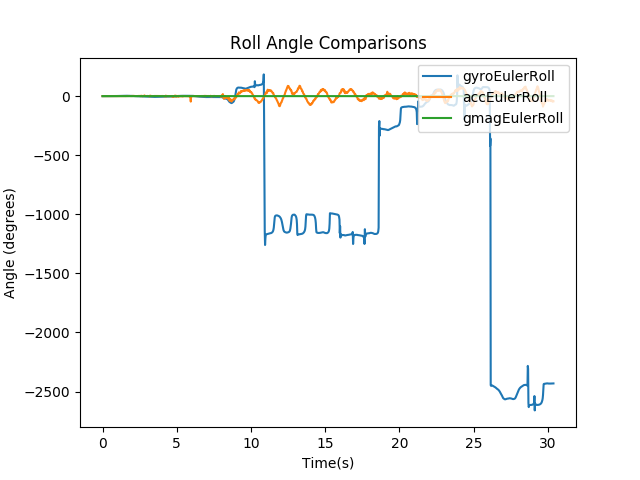 Roll Angle Comparisons
gyroEulerRoll
accEulerRoll
gmagEulerRoll
0
−500
−1000
−1500
−2000
−2500
Angle (degrees)
0 5 10 15 20 25 30
Time(s)